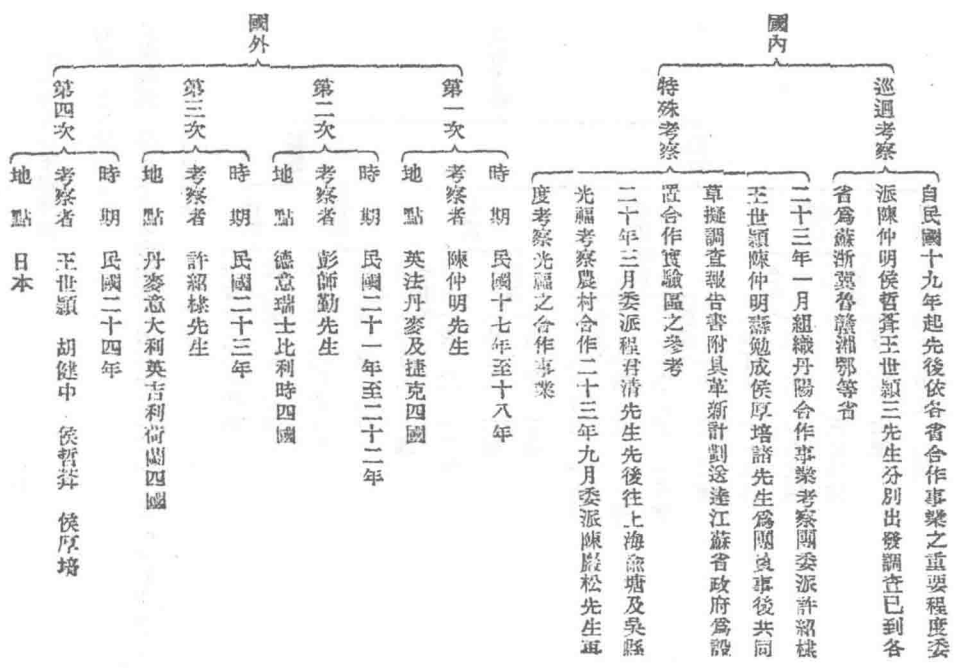 國內
巡迴考察
自民國十九年起先後依各省合作事業之重要程度委
派陳仲明侯哲葊王世穎三先生分別出發調查已到各
省爲蘇浙冀魯贛湘鄂等省
特殊考察
二十三年一月組織丹陽合作事業考察團委派許紹棣
王世穎陳仲明壽勉成侯厚培諸先生爲團員事後共同
草擬調查報告書附具革新計劃送達江蘇省政府爲設
置合作實驗區之參考
二十年三月委派程君清先生先後往上海俞塘及吳縣
光福考察農村合作二十三年九月委派陳嚴松先生再
度考察光福之合作事業
國外
第一次
時期 民國十七年至十八年
考察者 陳仲明先生
地點 英法丹麥及捷克四國
第二次
時期 民國二十一年至二十二年
考察者 彭師勤先生
地點 德意瑞士比利時四國
第三次
時期 民國二十三年
考察者 許紹棣先生
地點 丹麥意大利英吉利荷蘭四國
第四次
時期 民國二十四年
考察者 王世穎 胡健中 侯哲葊 侯厚培
地點 日本